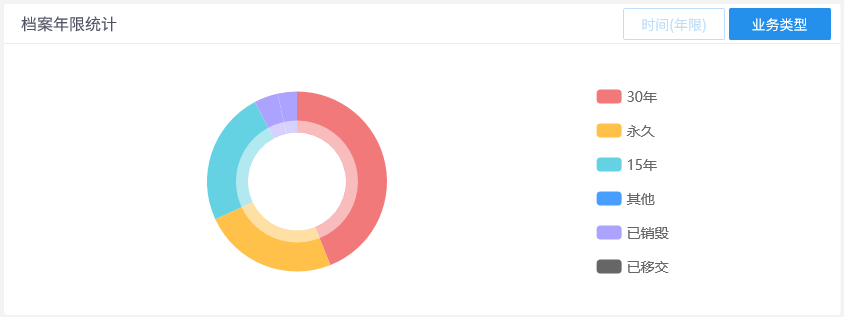 档案年限统计
时间(年限)
业务类型
30年
永久
15年
其他
已销毁
已移交